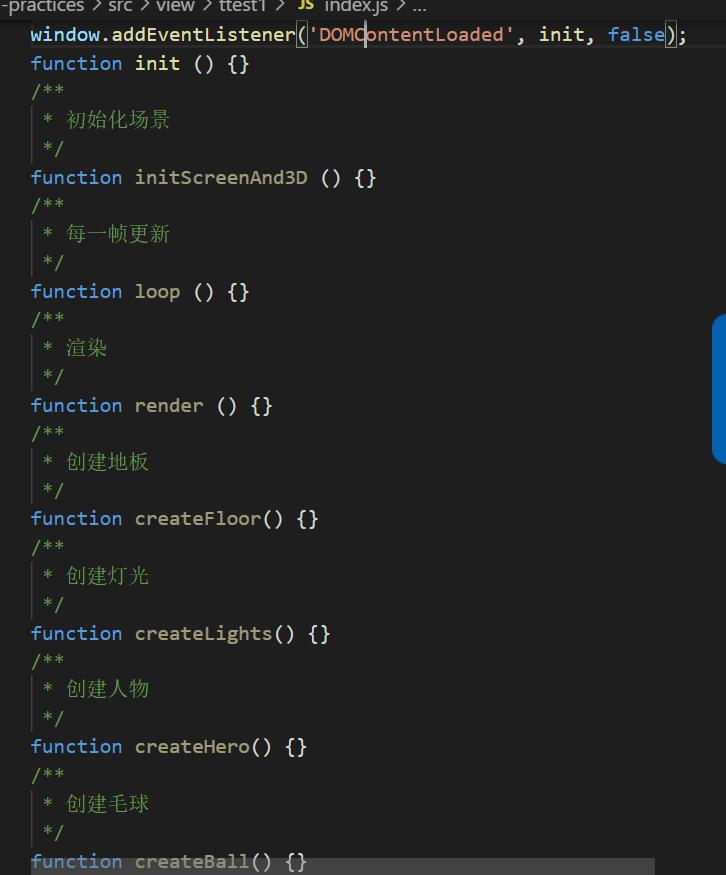 -practices > src > view > ttest1 > JS index.js > ...
window.addEventListener('DOMContentLoaded', init, false);
function init () {}
/**
* 初始化场景
*/
function initScreenAnd3D () {}
/**
* 每一帧更新
*/
function loop () {}
/**
* 渲染
*/
function render () {}
/**
* 创建地板
*/
function createFloor() {}
/**
* 创建灯光
*/
function createLights() {}
/**
* 创建人物
*/
function createHero() {}
/**
* 创建毛球
*/
function createBall() {}